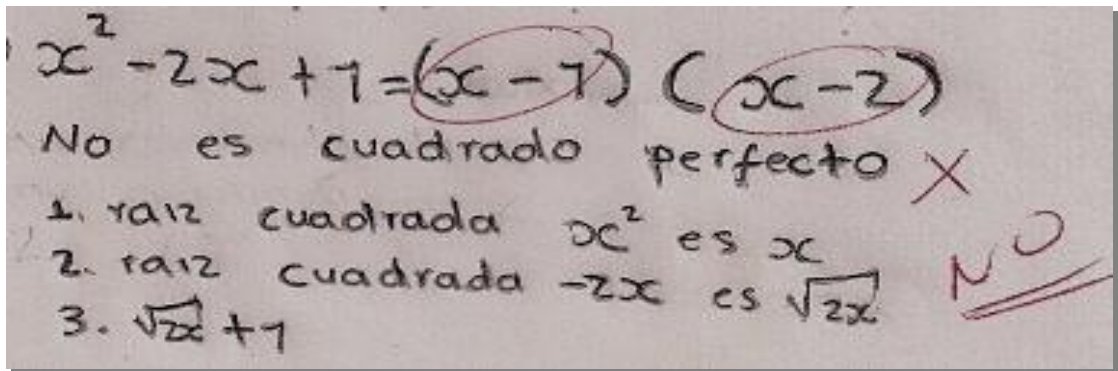 x² - 2x + 1 = (x - 1) (x - 2)
No es cuadrado perfecto X
1. raiz cuadrada x² es x
2. raiz cuadrada -2x es √2x
NO
3. √2x + 1